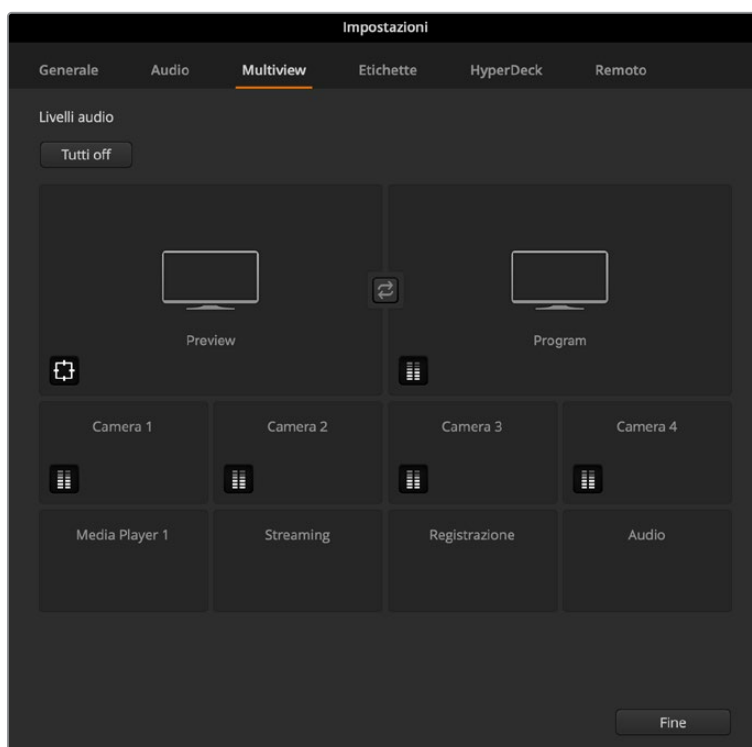 Impostazioni
Generale Audio Multiview Etichette HyperDeck Remoto
Livelli audio
Tutti off
Preview Program
Camera 1 Camera 2 Camera 3 Camera 4
Media Player 1 Streaming Registrazione Audio
Fine